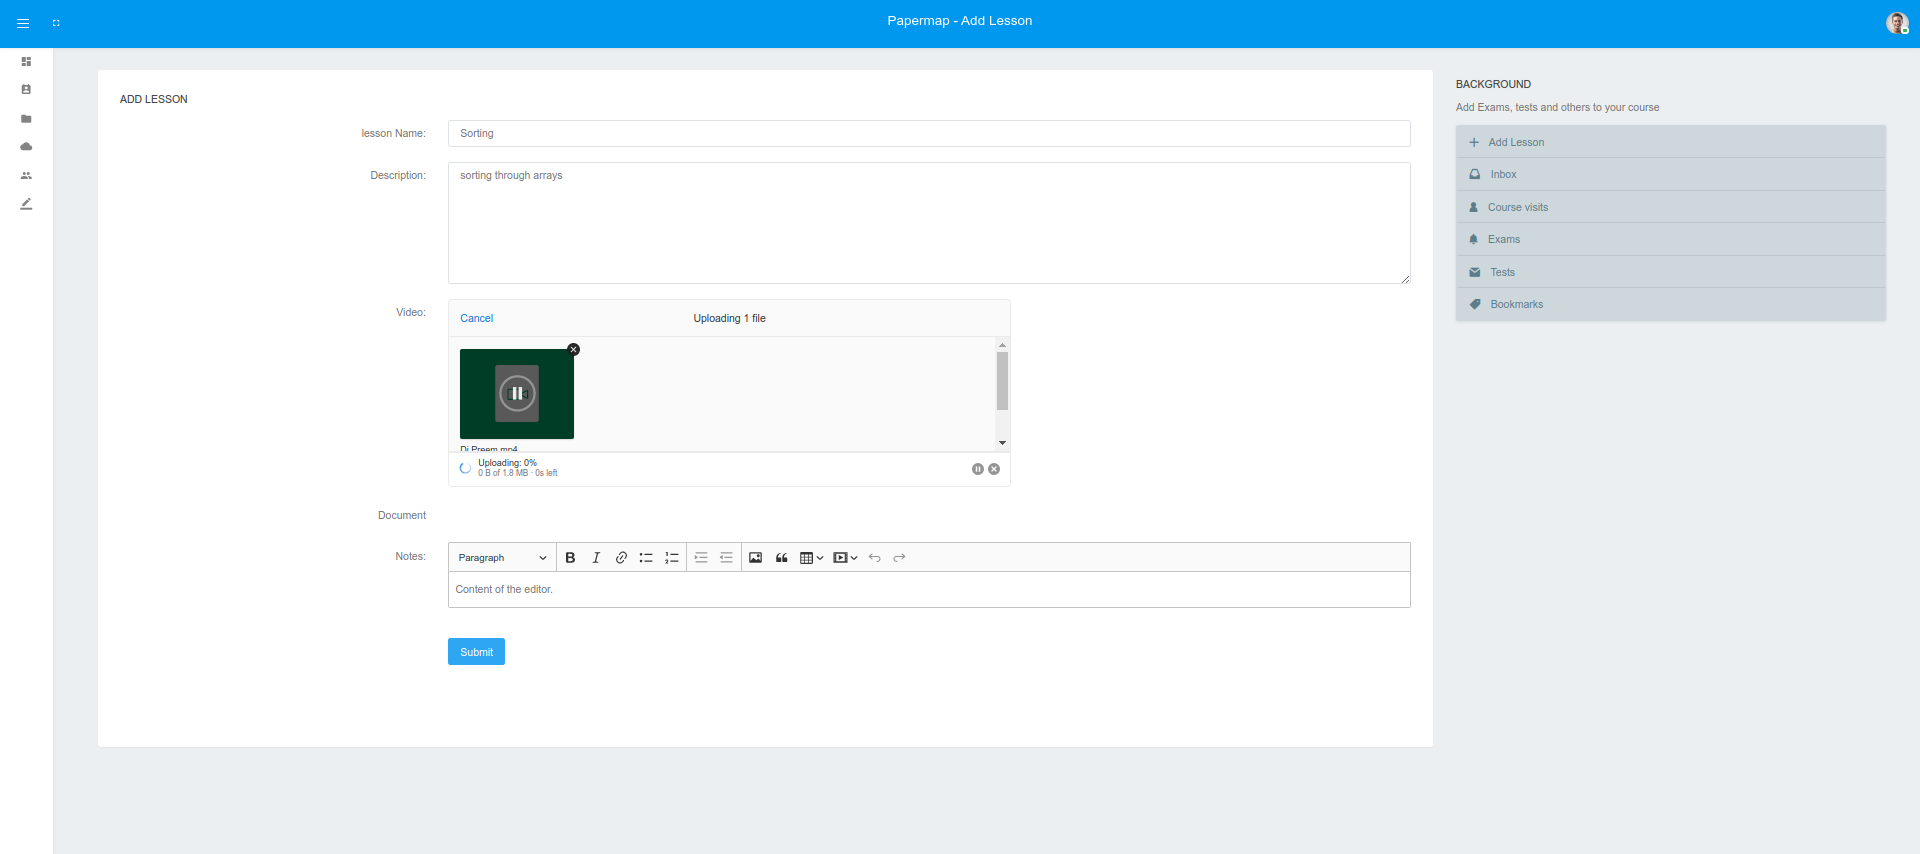 Papermap - Add Lesson
ADD LESSON
lesson Name:
Sorting
Description:
sorting through arrays
Video:
Cancel
Uploading 1 file
Dj Preem.mp4
Uploading: 0%
0 B of 1.8 MB · 0s left
Document
Notes:
Paragraph
Content of the editor.
Submit
BACKGROUND
Add Exams, tests and others to your course
Add Lesson
Inbox
Course visits
Exams
Tests
Bookmarks